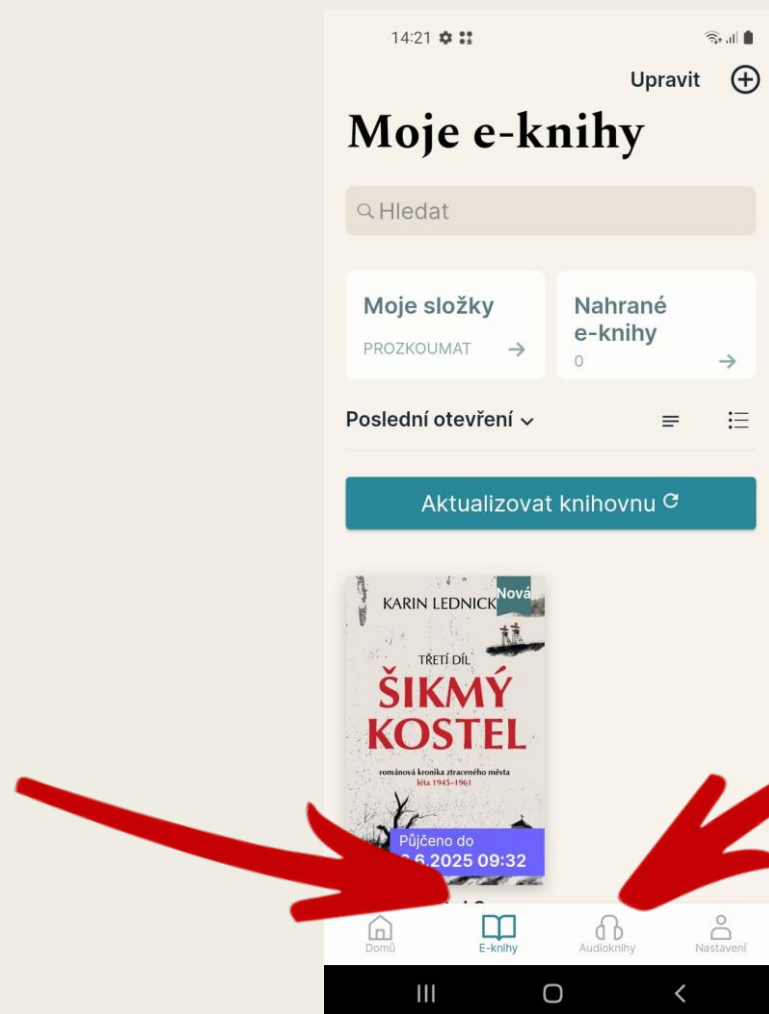 14:21
Upravit
Moje e-knihy
Hledat
Moje složky
PROZKOUMAT
Nahrané
e-knihy
0
Poslední otevření
Aktualizovat knihovnu
Nová
KARIN LEDNICK
TŘETÍ DÍL
ŠIKMÝ
KOSTEL
románová kronika ztraceného města
léta 1945–1961
Půjčeno do
6.2025 09:32
Domů
E-knihy
Audioknihy
Nastavení